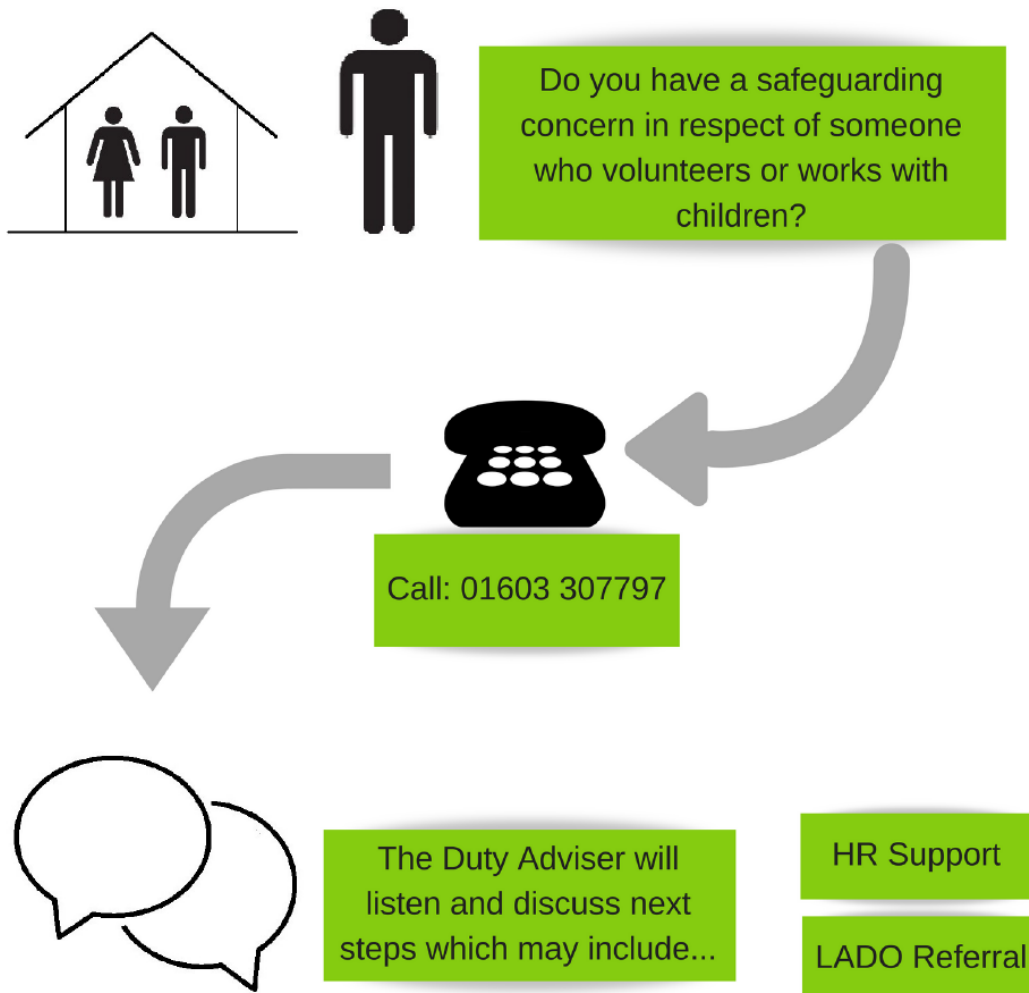 Do you have a safeguarding
concern in respect of someone
who volunteers or works with
children?
Call: 01603 307797
The Duty Adviser will
listen and discuss next
steps which may include...
HR Support
LADO Referral